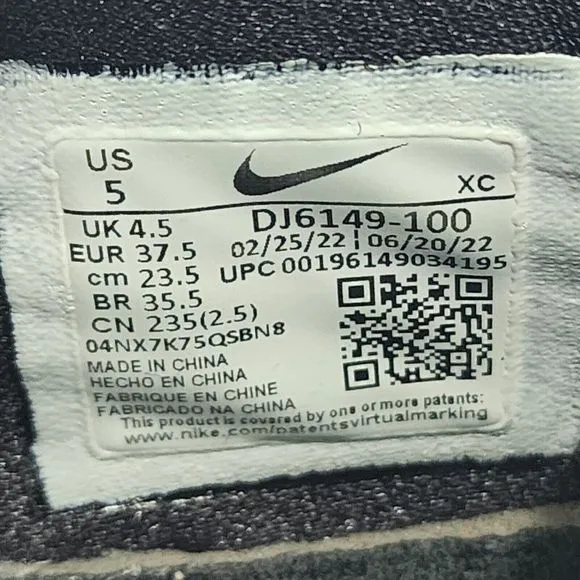 US
5
XC
UK 4.5
DJ6149-100
EUR 37.5
02/25/22 | 06/20/22
cm 23.5
UPC 00196149034195
BR 35.5
CN 235(2.5)
04NX7K75QSBN8
MADE IN CHINA
HECHO EN CHINA
FABRIQUE EN CHINE
FABRICADO NA CHINA
This product is covered by one or more patents:
www.nike.com/patentsvirtualmarking